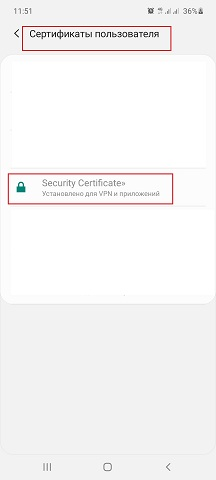 11:51
36%
Сертификаты пользователя
Security Certificate»
Установлено для VPN и приложений